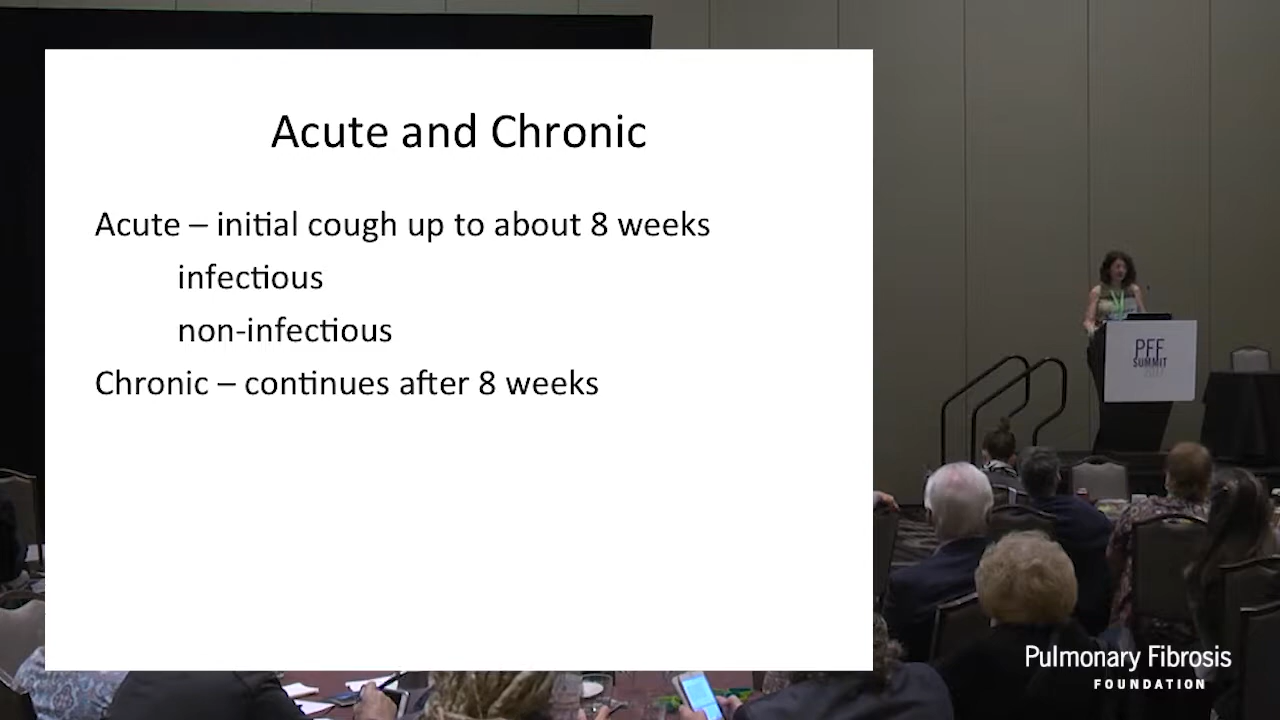 Acute and Chronic
Acute – initial cough up to about 8 weeks
infectious
non-infectious
Chronic – continues after 8 weeks
PFF
SUMMIT
2017
Pulmonary Fibrosis
FOUNDATION